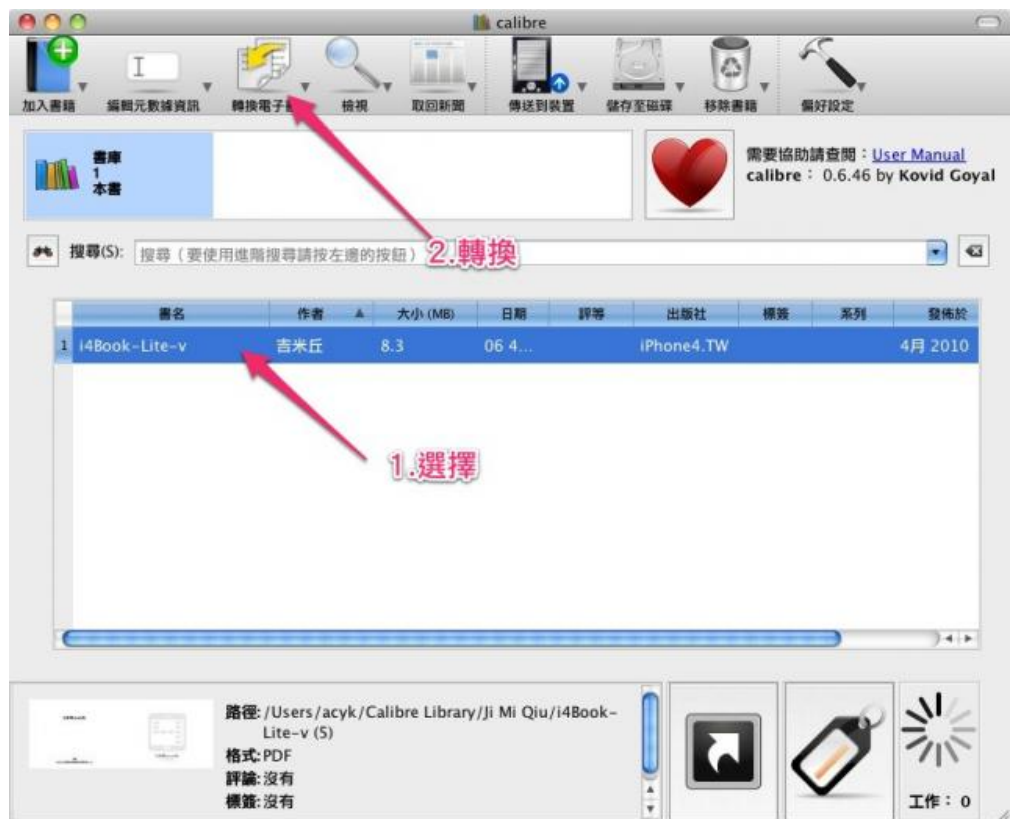 calibre
加入書籍 編輯元數據資訊 轉換電子 檢視 取回新聞 傳送到裝置 儲存至磁碟 移除書籍 偏好設定
書庫
1
本書
需要協助請查閱：User Manual
calibre： 0.6.46 by Kovid Goyal
2.轉換
搜尋(S): 搜尋（要使用進階搜尋請按左邊的按鈕）
書名 作者 大小 (MB) 日期 評等 出版社 標簽 系列 發佈於
1 i4Book-Lite-v 吉米丘 8.3 06 4... iPhone4.TW 4月 2010
1.選擇
路徑: /Users/acyk/Calibre Library/Ji Mi Qiu/i4Book-
Lite-v (5)
格式: PDF
評論: 沒有
標簽: 沒有
工作： 0